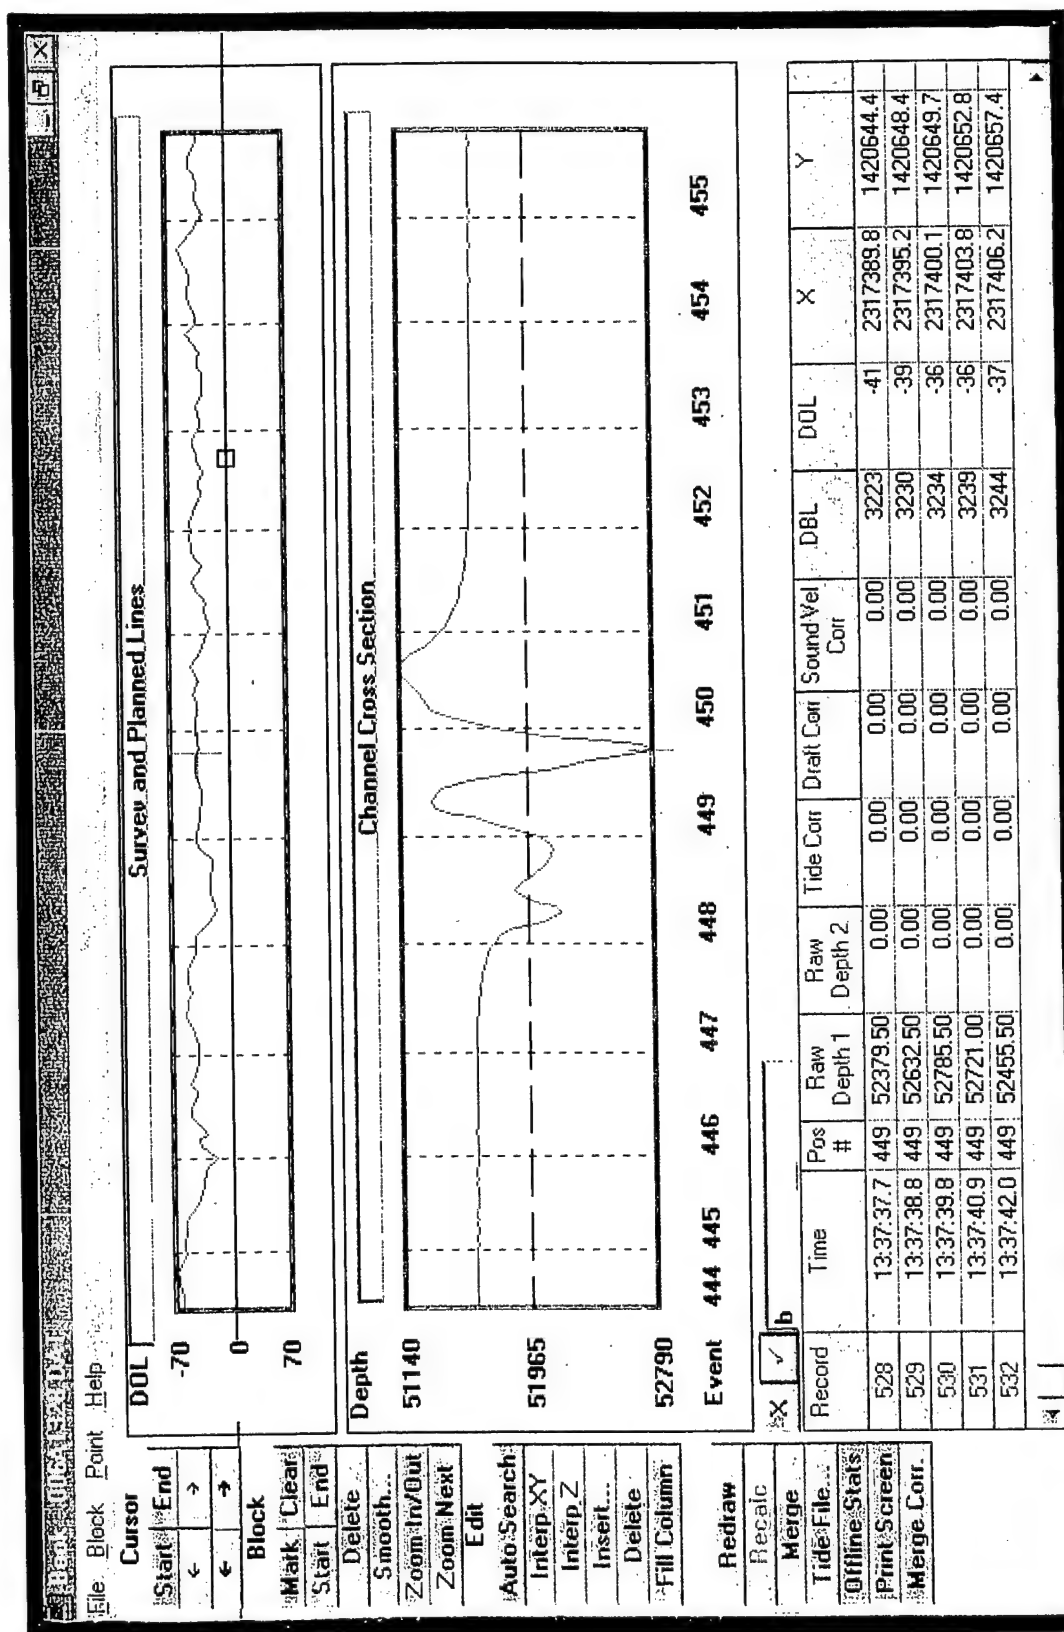 File Block Point Help
Cursor
Start End
← →
← →
Block
Mark Clear
Start End
Delete
Smooth...
Zoom In/Out
Zoom Next
Edit
Auto Search
Interp XY
Interp Z
Insert...
Delete
Fill Column
Redraw
Recalc
Merge
Tide File...
Offline Stats
Print Screen
Merge Corr.
DOL Survey and Planned Lines
-70
0
70
Depth Channel Cross Section
51140
51965
52790
Event 444 445 446 447 448 449 450 451 452 453 454 455
X ✓ b
Record Time Pos # Raw Depth 1 Raw Depth 2 Tide Corr Draft Corr Sound Vel Corr DBL DOL X Y
528 13:37:37.7 449 52379.50 0.00 0.00 0.00 0.00 3223 -41 2317389.8 1420644.4
529 13:37:38.8 449 52632.50 0.00 0.00 0.00 0.00 3230 -39 2317395.2 1420648.4
530 13:37:39.8 449 52785.50 0.00 0.00 0.00 0.00 3234 -36 2317400.1 1420649.7
531 13:37:40.9 449 52721.00 0.00 0.00 0.00 0.00 3239 -36 2317403.8 1420652.8
532 13:37:42.0 449 52455.50 0.00 0.00 0.00 0.00 3244 -37 2317406.2 1420657.4